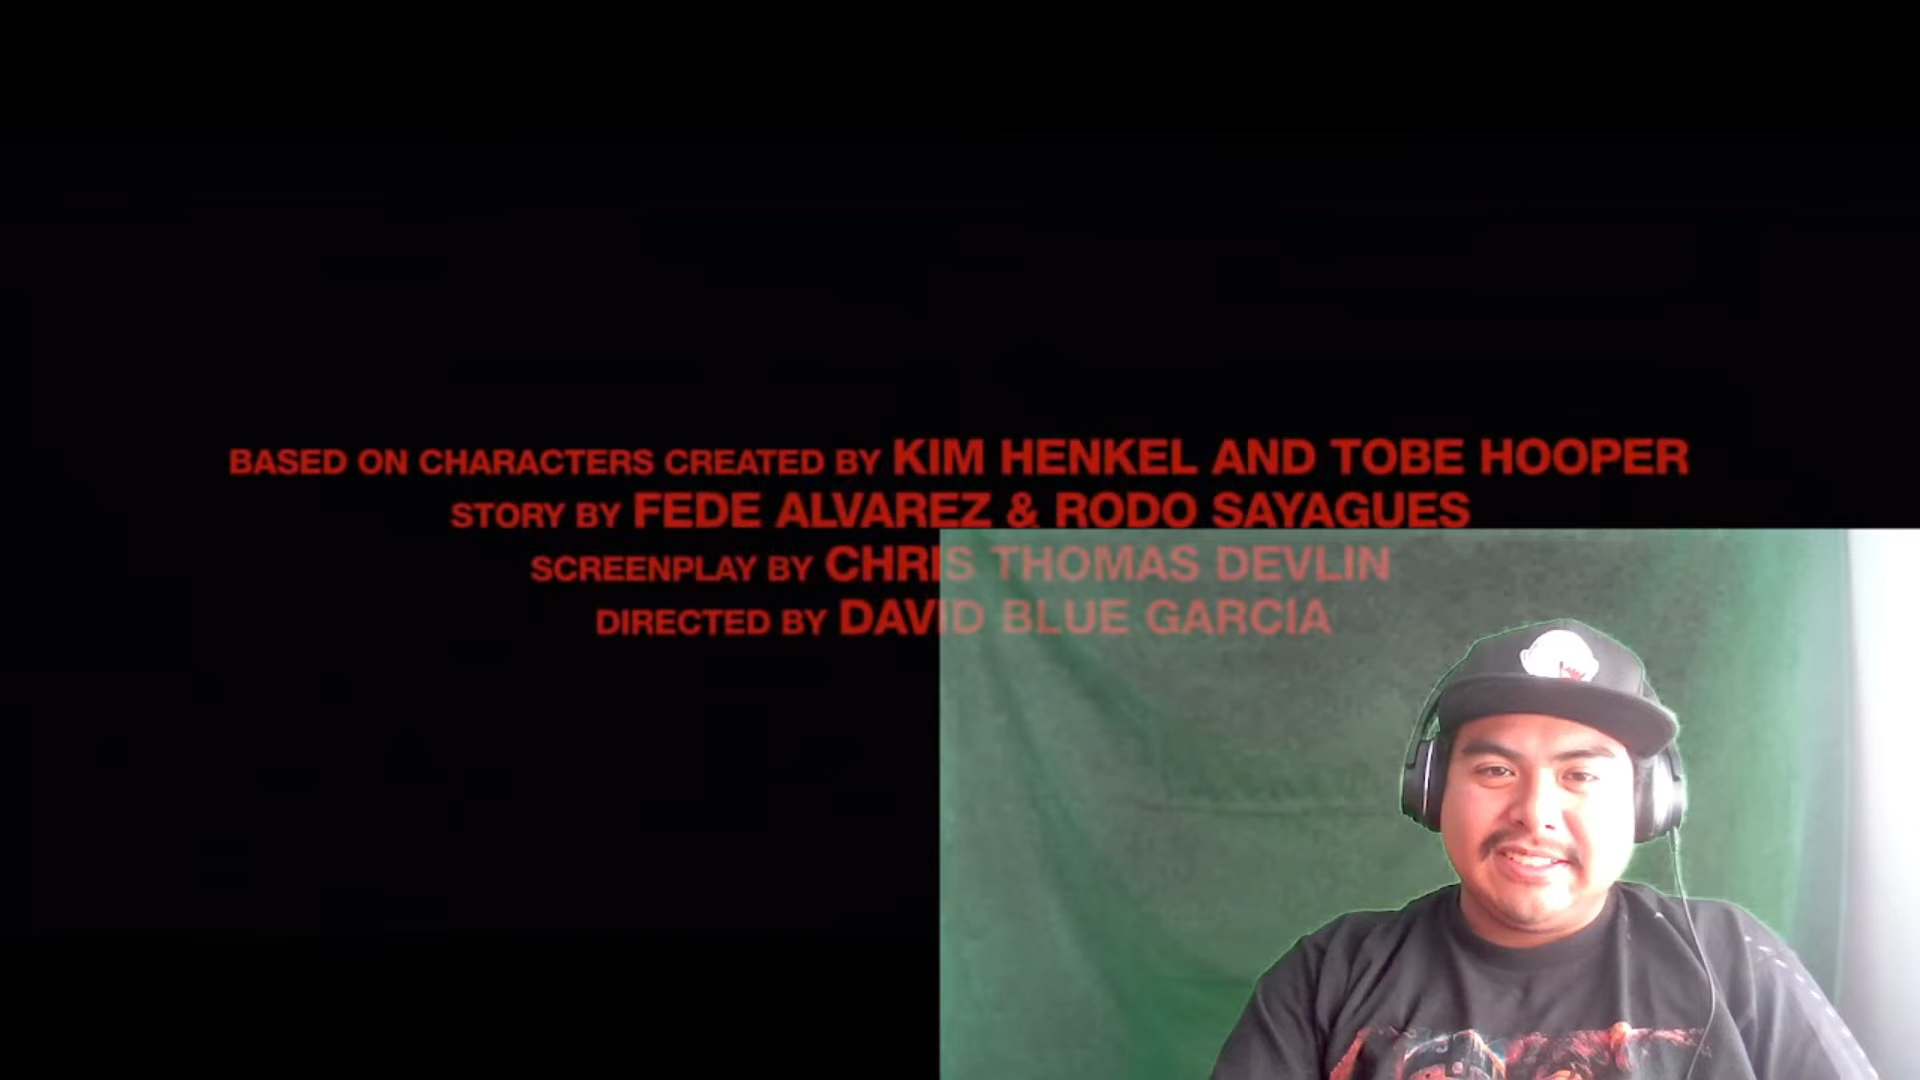 BASED ON CHARACTERS CREATED BY KIM HENKEL AND TOBE HOOPER
STORY BY FEDE ALVAREZ & RODO SAYAGUES
SCREENPLAY BY CHRIS THOMAS DEVLIN
DIRECTED BY DAVID BLUE GARCIA